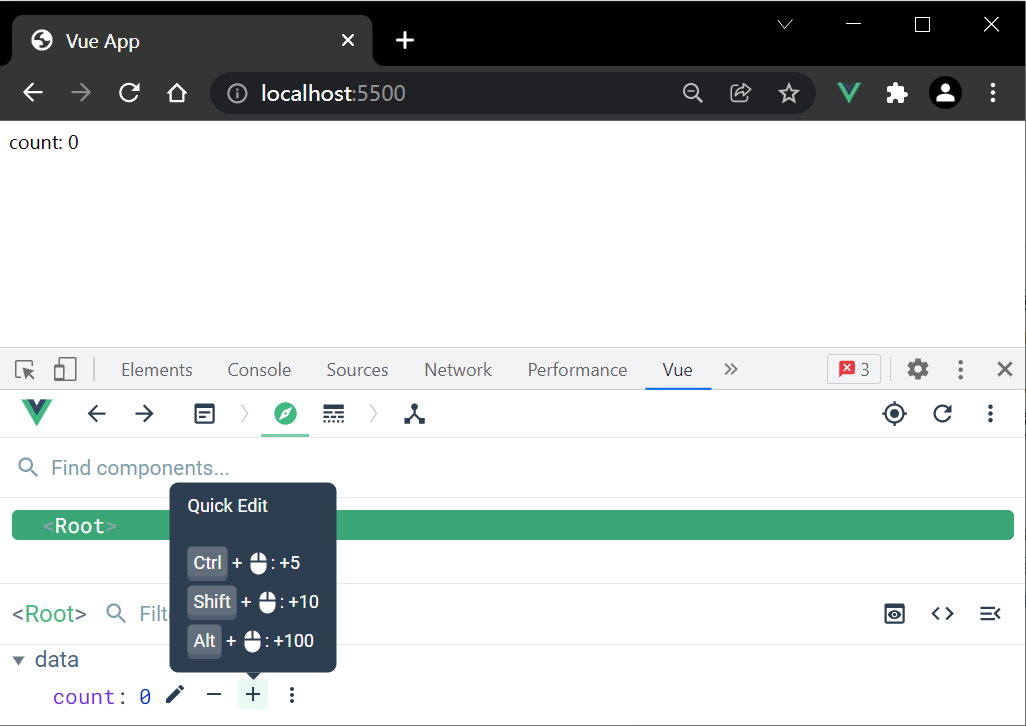 Vue App
localhost:5500
count: 0
Elements Console Sources Network Performance Vue 3
Find components...
Quick Edit
<Root>
Ctrl + : +5
Shift + : +10
Alt + : +100
<Root> Filt
data
count: 0